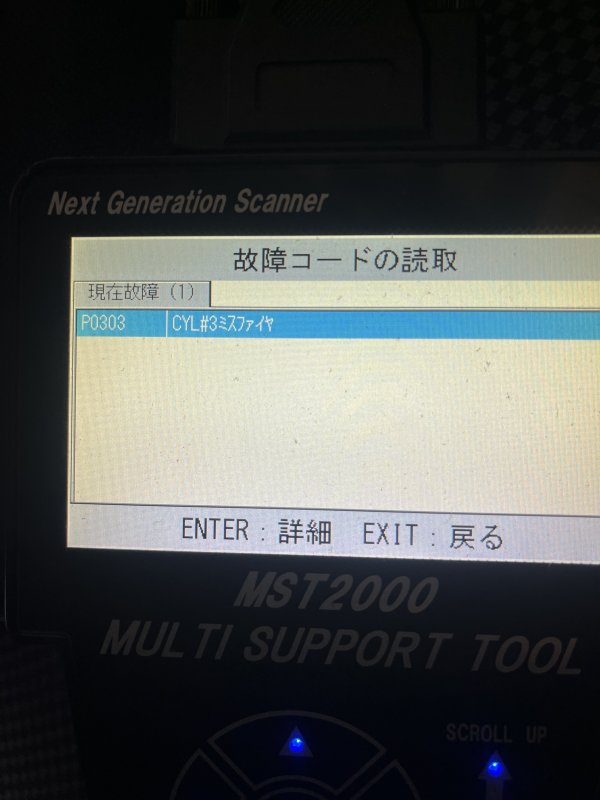 Next Generation Scanner
故障コードの読取
現在故障 (1)
P0303 CYL#3ﾐｽﾌｧｲﾔ
ENTER : 詳細 EXIT : 戻る
MST2000
MULTI SUPPORT TOOL
SCROLL UP